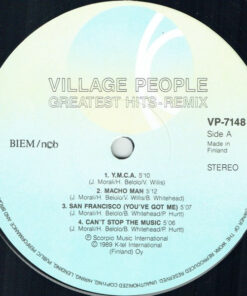 VILLAGE PEOPLE
GREATEST HITS-REMIX
VP-7148
Side A
Made in
Finland
BIEM/ncb
STEREO
1. Y.M.C.A. 5'10
(J. Morali/H. Belolo/V. Willis)
2. MACHO MAN 5'12
(J. Morali/H. Belolo/B. Whitehead/P. Hurtt)
3. SAN FRANCISCO (YOU'VE GOT ME) 5'07
(J. Morali/H. Belolo/B. Whitehead/P. Hurtt)
4. CAN'T STOP THE MUSIC 5'06
(J. Morali/H. Belolo/B. Whitehead)
℗ Scorpio Music International
© 1989 K-tel International
(Finland) Oy